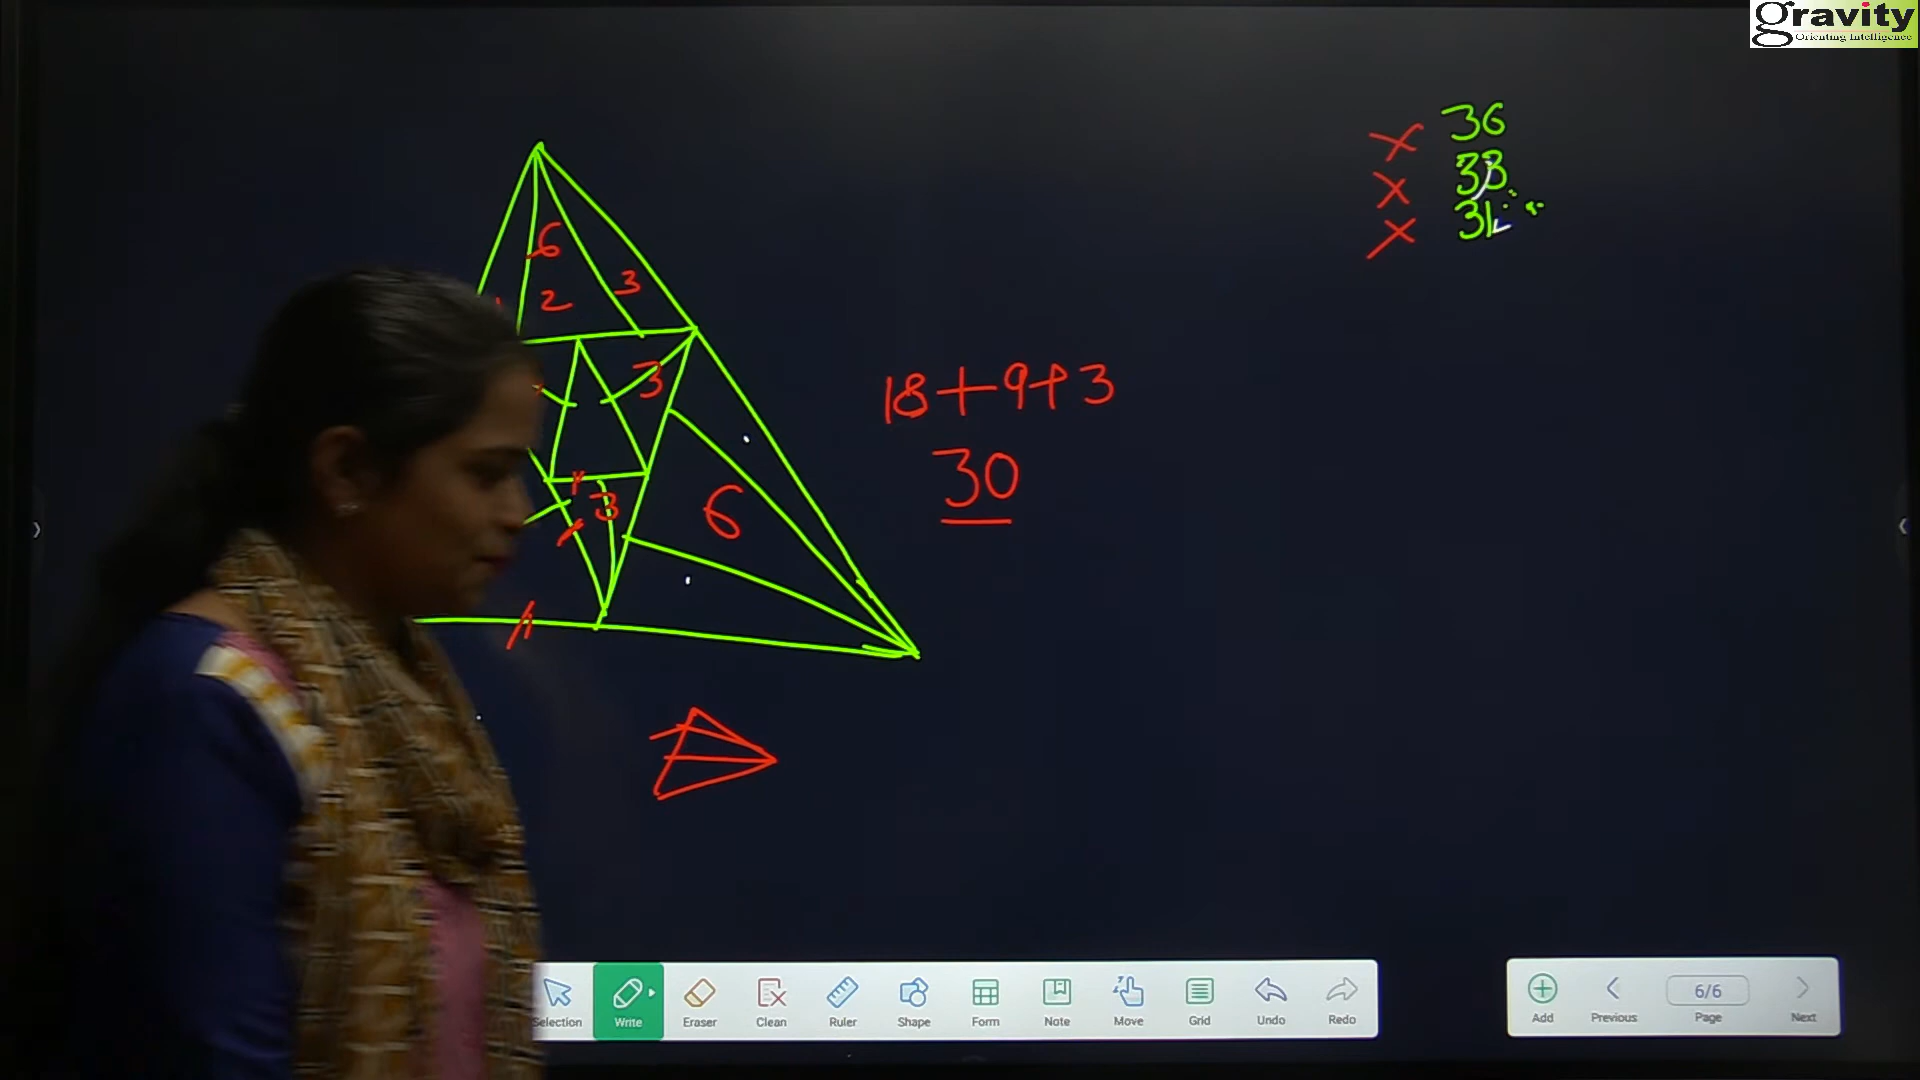 gravity
Orienting Intelligence
36
33
31
6
2
3
3
3
6
18+9+3
30
Selection
Write
Eraser
Clean
Ruler
Shape
Form
Note
Move
Grid
Undo
Redo
Add
Previous
6/6
Page
Next